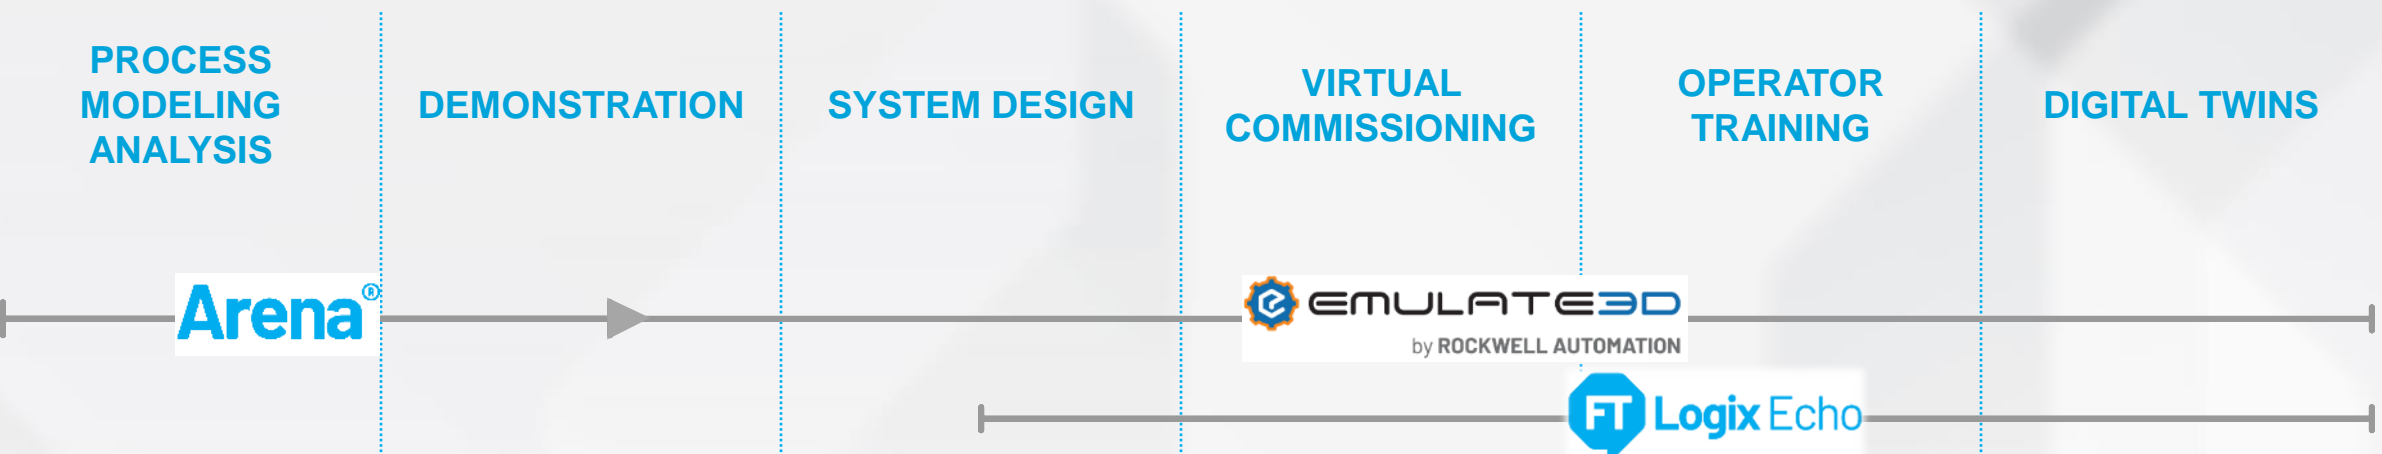 PROCESS
MODELING
ANALYSIS
DEMONSTRATION
SYSTEM DESIGN
VIRTUAL
COMMISSIONING
OPERATOR
TRAINING
DIGITAL TWINS
Arena®
EMULATE3D
by ROCKWELL AUTOMATION
FT Logix Echo